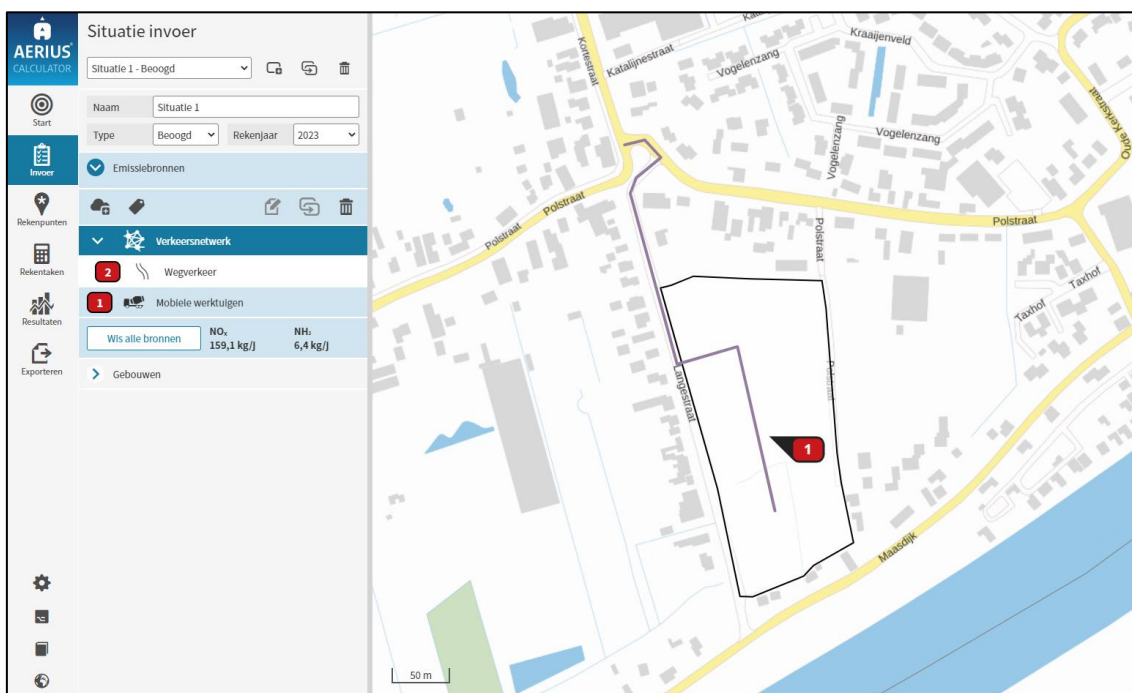 AERIUS®
CALCULATOR
Start
Invoer
Rekenpunten
Rekentaken
Resultaten
Exporteren
Situatie invoer
Situatie 1 - Beoogd
Naam Situatie 1
Type Beoogd Rekenjaar 2023
Emissiebronnen
Verkeersnetwerk
2 Wegverkeer
1 Mobiele werktuigen
Wis alle bronnen
NOₓ NH₃
159,1 kg/j 6,4 kg/j
Gebouwen
Kortestraat
Katalijnestraat
Vogelenzang
Kraaijenveld
Vogelenzang
Vogelenzang
Oude Kerkstraat
Polstraat
Polstraat
Polstraat
Polstraat
Polstraat
Taxhof
Taxhof
Langestraat
1
Maasdijk
50 m